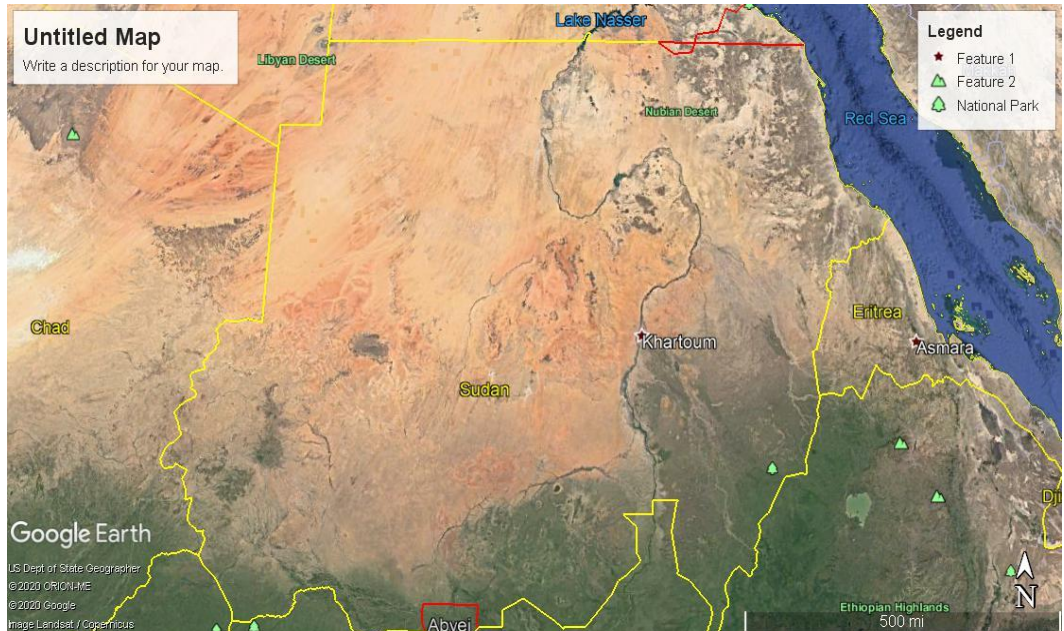 Untitled Map
Write a description for your map.
Lake Nasser
Legend
Feature 1
Feature 2
National Park
Libyan Desert
Nubian Desert
Red Sea
Chad
Eritrea
Khartoum
Asmara
Sudan
Dji
Google Earth
US Dept of State Geographer
©2020 ORION-ME
©2020 Google
Image Landsat / Copernicus
Abyei
N
Ethiopian Highlands
500 mi